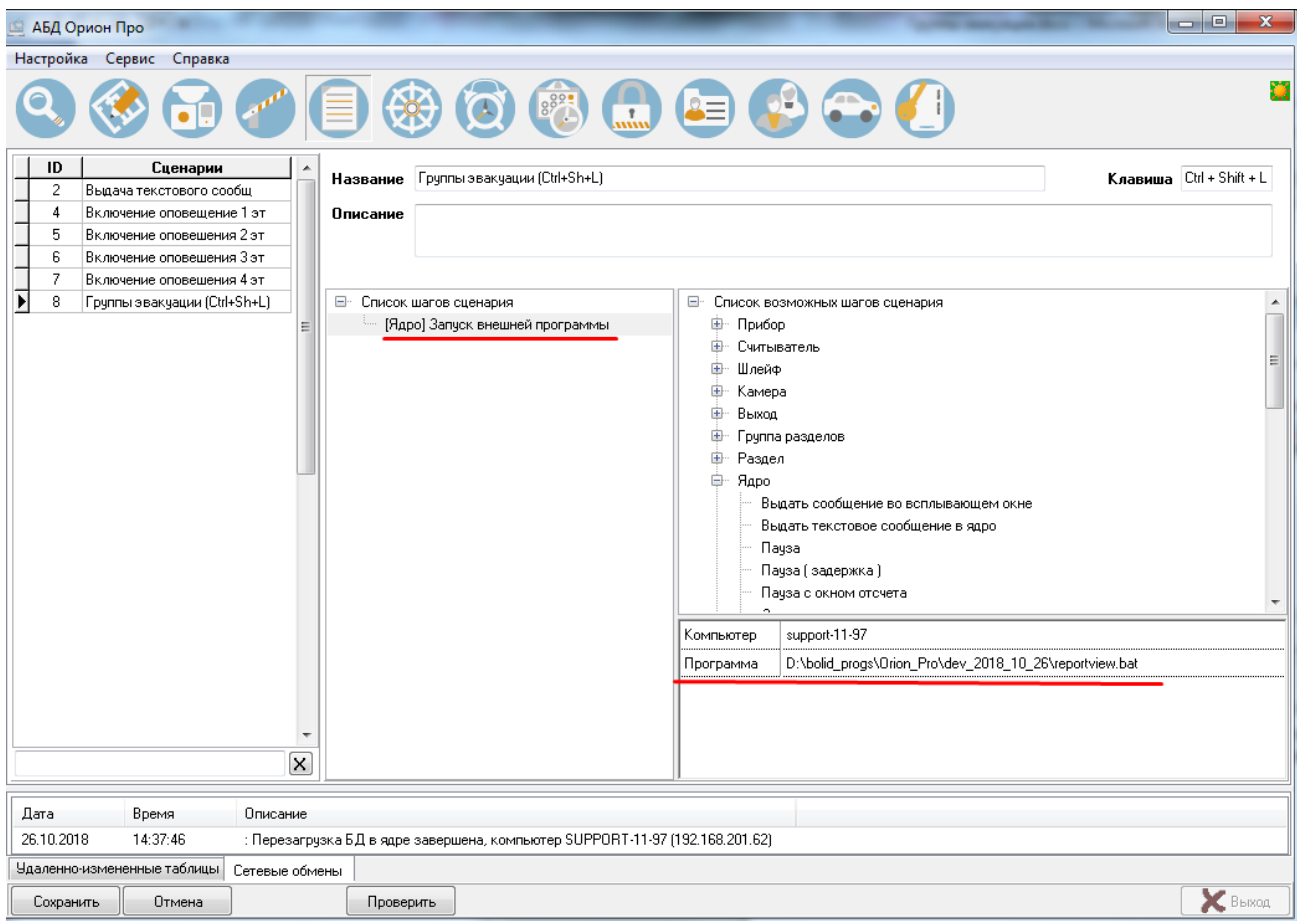 АБД Орион Про
Настройка Сервис Справка
ID Сценарии
2 Выдача текстового сообщ
4 Включение оповещение 1 эт
5 Включение оповешения 2 эт
6 Включение оповешения 3 эт
7 Включение оповешения 4 эт
8 Группы эвакуации (Ctrl+Sh+L)
Название Группы эвакуации (Ctrl+Sh+L) Клавиша Ctrl + Shift + L
Описание
Список шагов сценария
[Ядро] Запуск внешней программы
Список возможных шагов сценария
Прибор
Считыватель
Шлейф
Камера
Выход
Группа разделов
Раздел
Ядро
Выдать сообщение во всплывающем окне
Выдать текстовое сообщение в ядро
Пауза
Пауза ( задержка )
Пауза с окном отсчета
Компьютер support-11-97
Программа D:\bolid_progs\Orion_Pro\dev_2018_10_26\reportview.bat
Дата Время Описание
26.10.2018 14:37:46 : Перезагрузка БД в ядре завершена, компьютер SUPPORT-11-97 (192.168.201.62)
Удаленно-измененные таблицы Сетевые обмены
Сохранить Отмена Проверить Выход